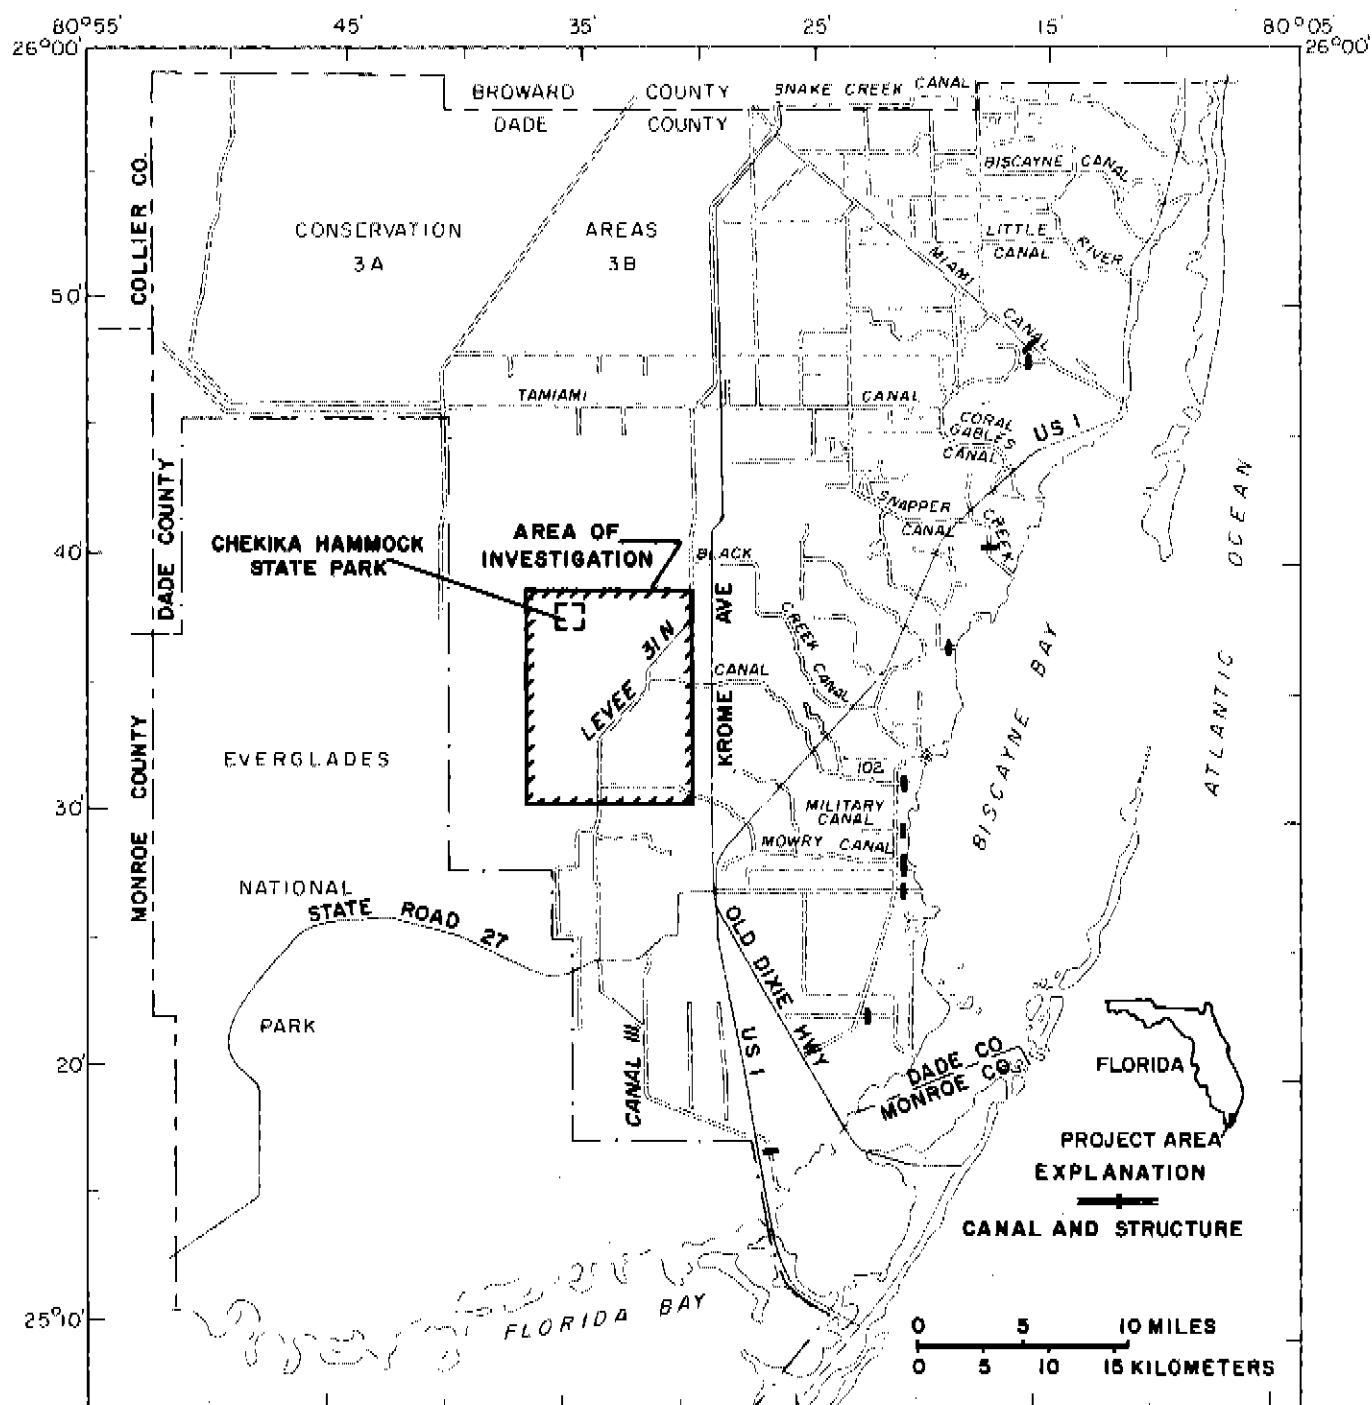 80°55'
45'
35'
25'
15'
80°05'
26°00'
26°00'
BROWARD COUNTY
DADE COUNTY
SNAKE CREEK CANAL
BISCAYNE CANAL
COLLIER CO.
CONSERVATION AREAS
3A 3B
LITTLE RIVER
CANAL
MIAMI CANAL
50'
TAMIAMI CANAL
CORAL
GABLES
CANAL
US 1
SNAPPER CREEK
CANAL
DADE COUNTY
CHEKIKA HAMMOCK
STATE PARK
AREA OF
INVESTIGATION
40'
BLACK CREEK CANAL
KROME AVE
LEVEE 31 N
CANAL 102
BISCAYNE BAY
ATLANTIC OCEAN
MONROE COUNTY
EVERGLADES
NATIONAL
PARK
30'
MILITARY
CANAL
MOWRY CANAL
STATE ROAD 27
OLD DIXIE HWY
US 1
CANAL 111
20'
DADE CO
MONROE CO
FLORIDA
PROJECT AREA
EXPLANATION
CANAL AND STRUCTURE
25°10'
FLORIDA BAY
0 5 10 MILES
0 5 10 15 KILOMETERS